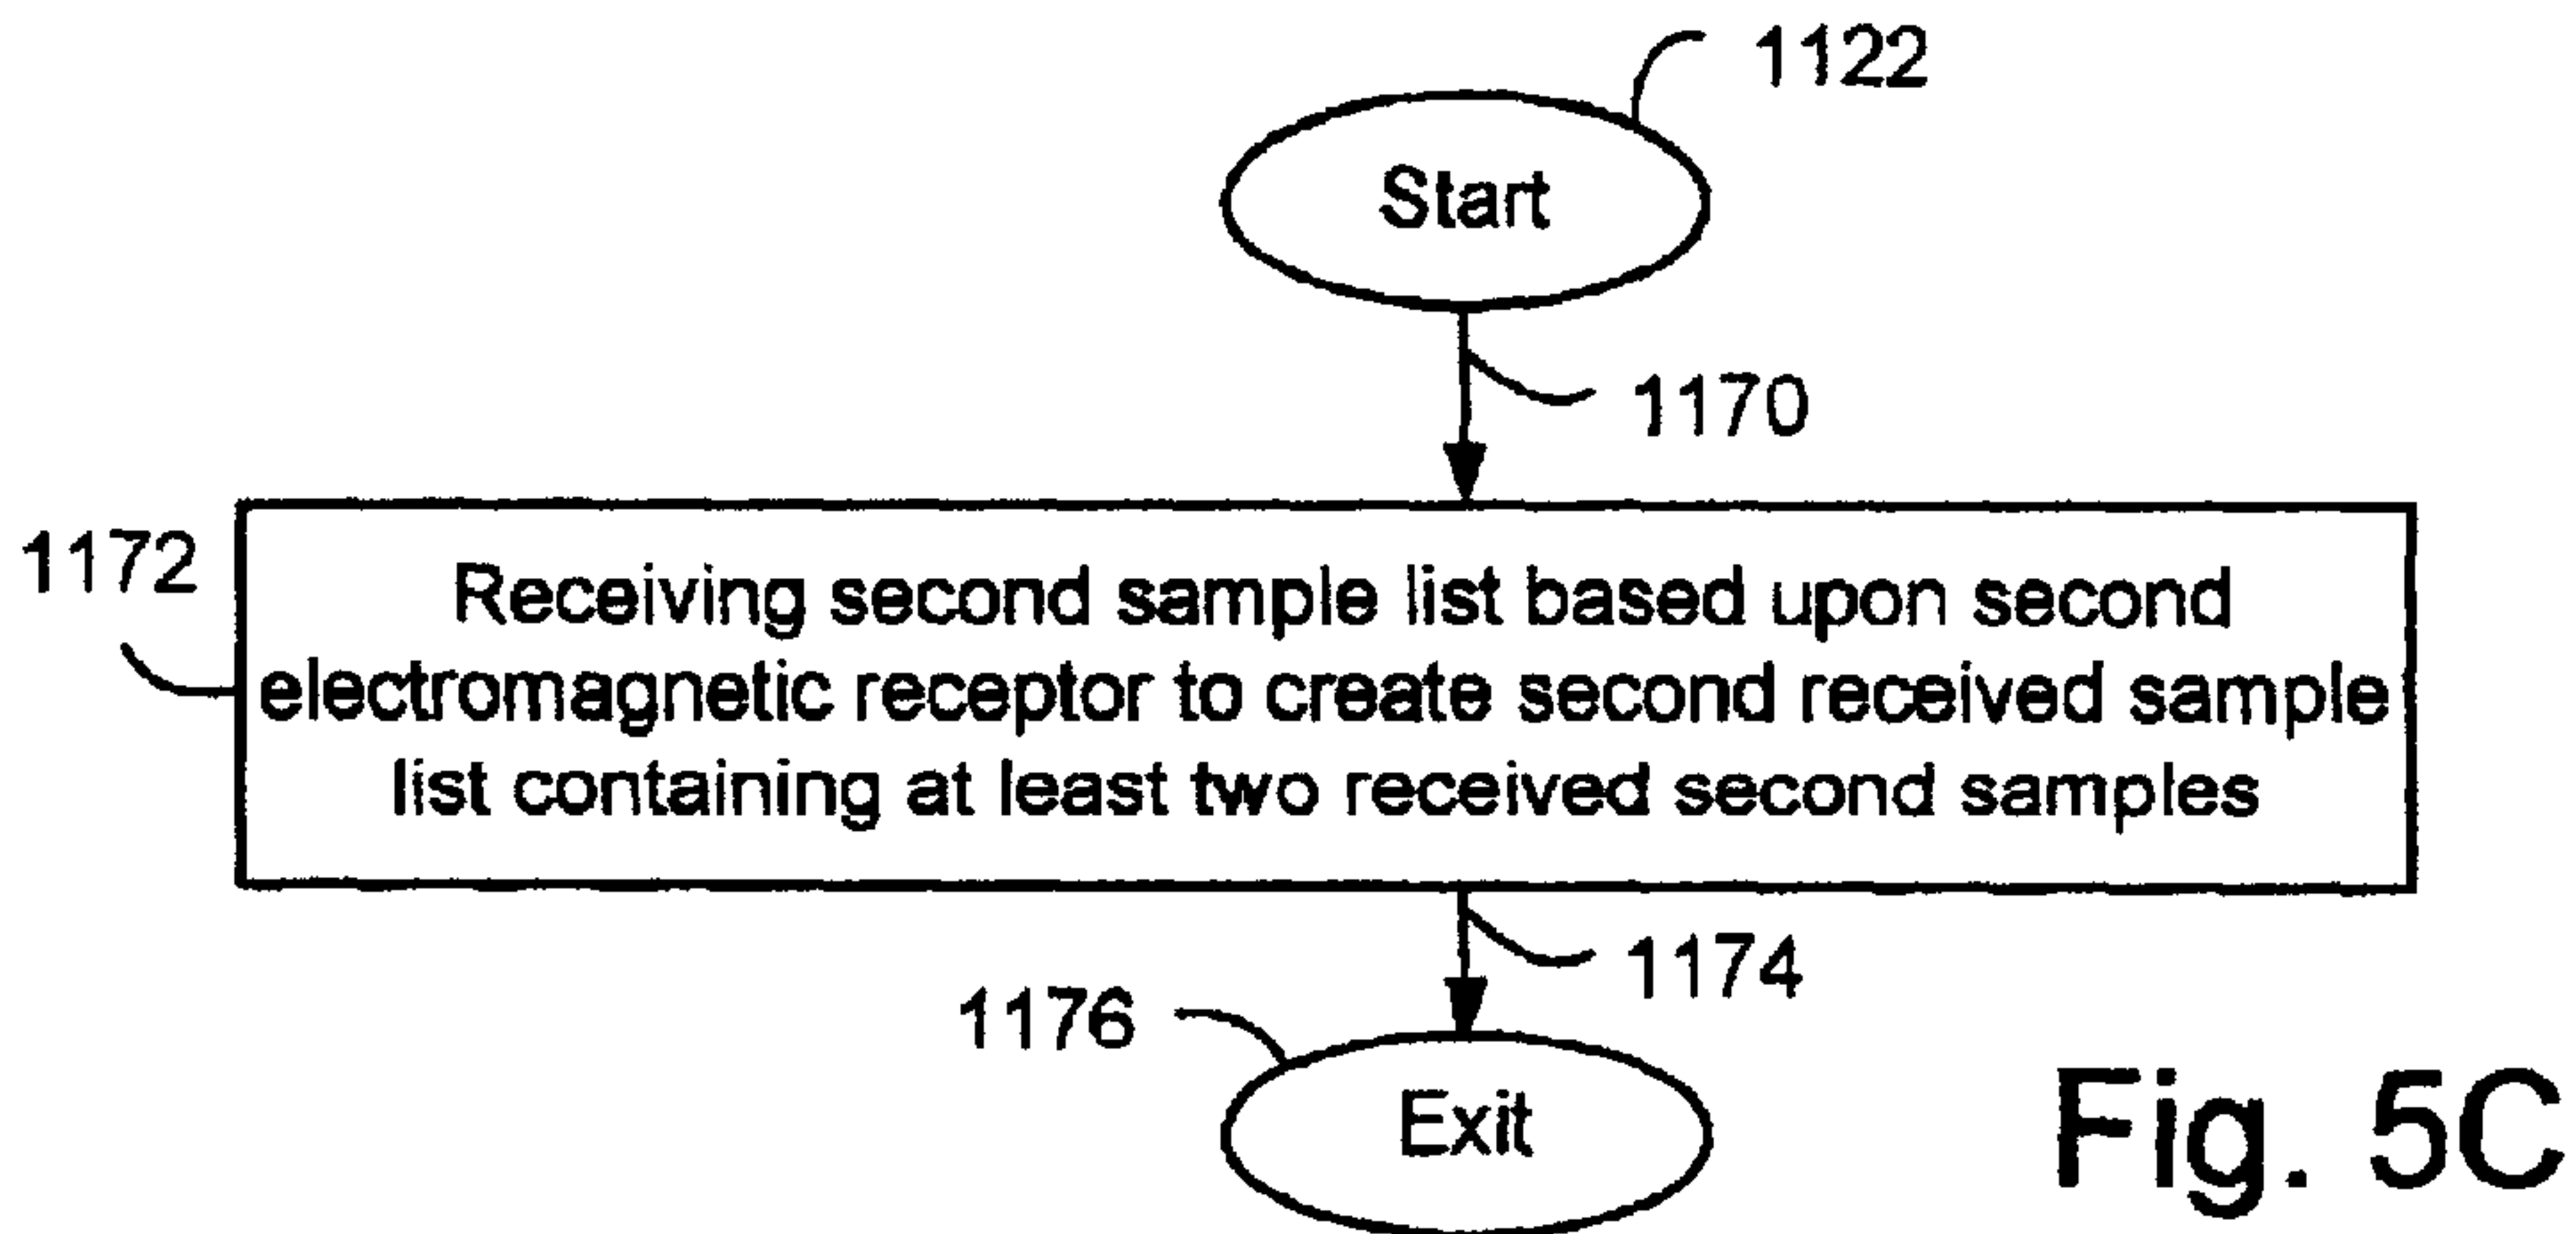 1122
Start
1170
1172
Receiving second sample list based upon second
electromagnetic receptor to create second received sample
list containing at least two received second samples
1174
1176
Exit
Fig. 5C